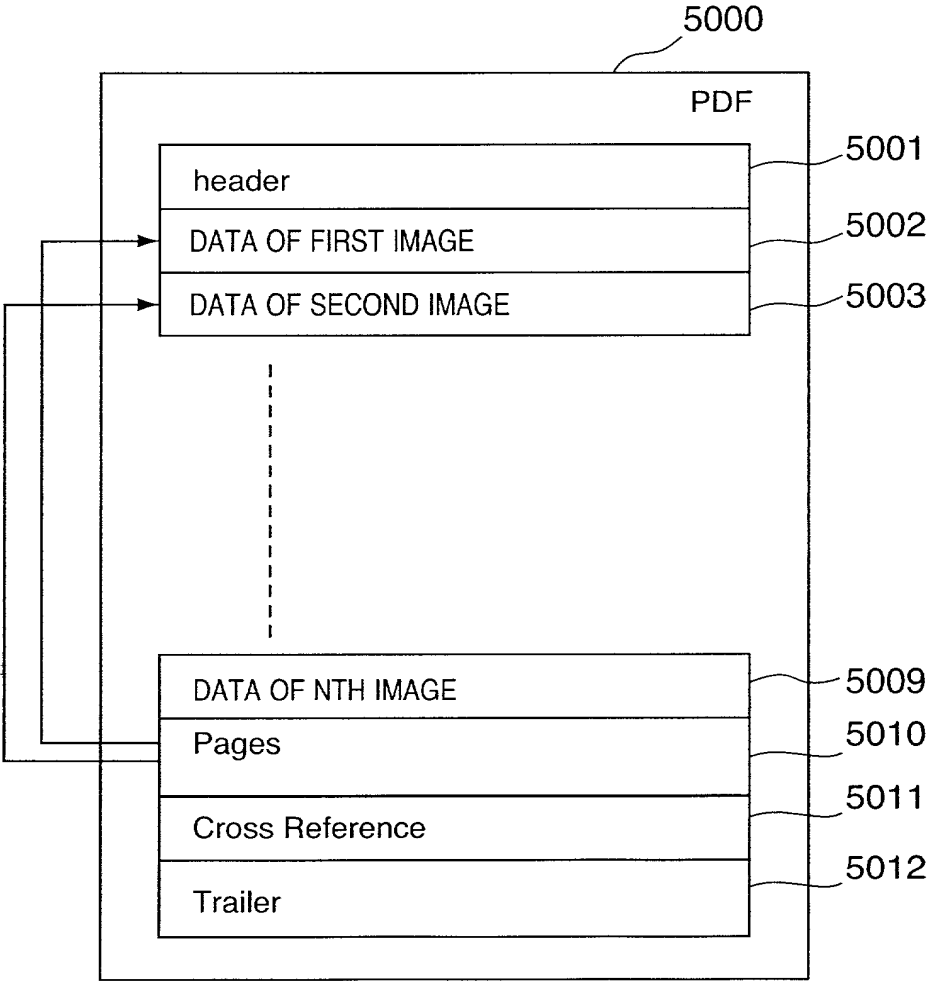 5000
PDF
5001
header
5002
DATA OF FIRST IMAGE
5003
DATA OF SECOND IMAGE
5009
DATA OF NTH IMAGE
5010
Pages
5011
Cross Reference
5012
Trailer